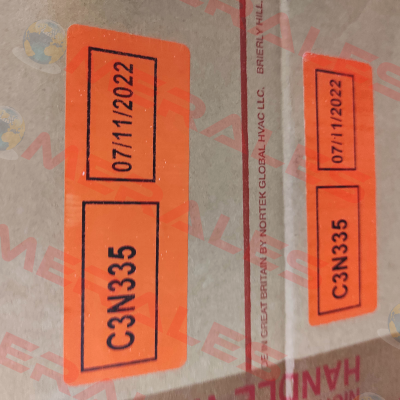 07/11/2022
C3N335
DE IN GREAT BRITAIN BY NORTEK GLOBAL HVAC LLC. BRIERLY HILL
07/11/2022
C3N335
HANDLE